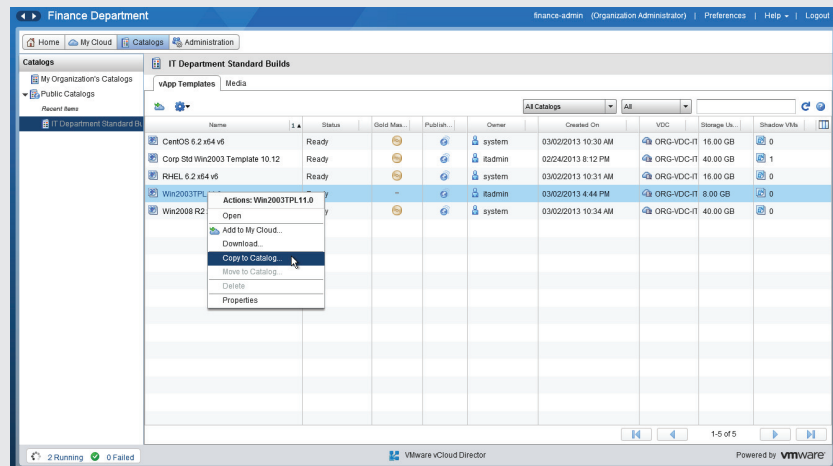 Finance Department
finance-admin (Organization Administrator) | Preferences | Help | Logout
Home My Cloud Catalogs Administration
Catalogs
IT Department Standard Builds
My Organization's Catalogs
Public Catalogs
Recent Items
IT Department Standard Bu
vApp Templates Media
All Catalogs All
Name 1 Status Gold Mas... Publish... Owner Created On VDC Storage Us... Shadow VMs
CentOS 6.2 x64 v6 Ready system 03/02/2013 10:30 AM ORG-VDC-IT 16.00 GB 0
Corp Std Win2003 Template 10.12 Ready itadmin 02/24/2013 8:12 PM ORG-VDC-IT 40.00 GB 1
RHEL 6.2 x64 v6 Ready system 03/02/2013 10:31 AM ORG-VDC-IT 16.00 GB 0
Win2003TPL - itadmin 03/02/2013 4:44 PM ORG-VDC-IT 8.00 GB 0
Win2008 R2 system 03/02/2013 10:34 AM ORG-VDC-IT 40.00 GB 0
Actions: Win2003TPL11.0
Open
Add to My Cloud...
Download...
Copy to Catalog...
Move to Catalog...
Delete
Properties
1-5 of 5
2 Running 0 Failed
VMware vCloud Director
Powered by vmware